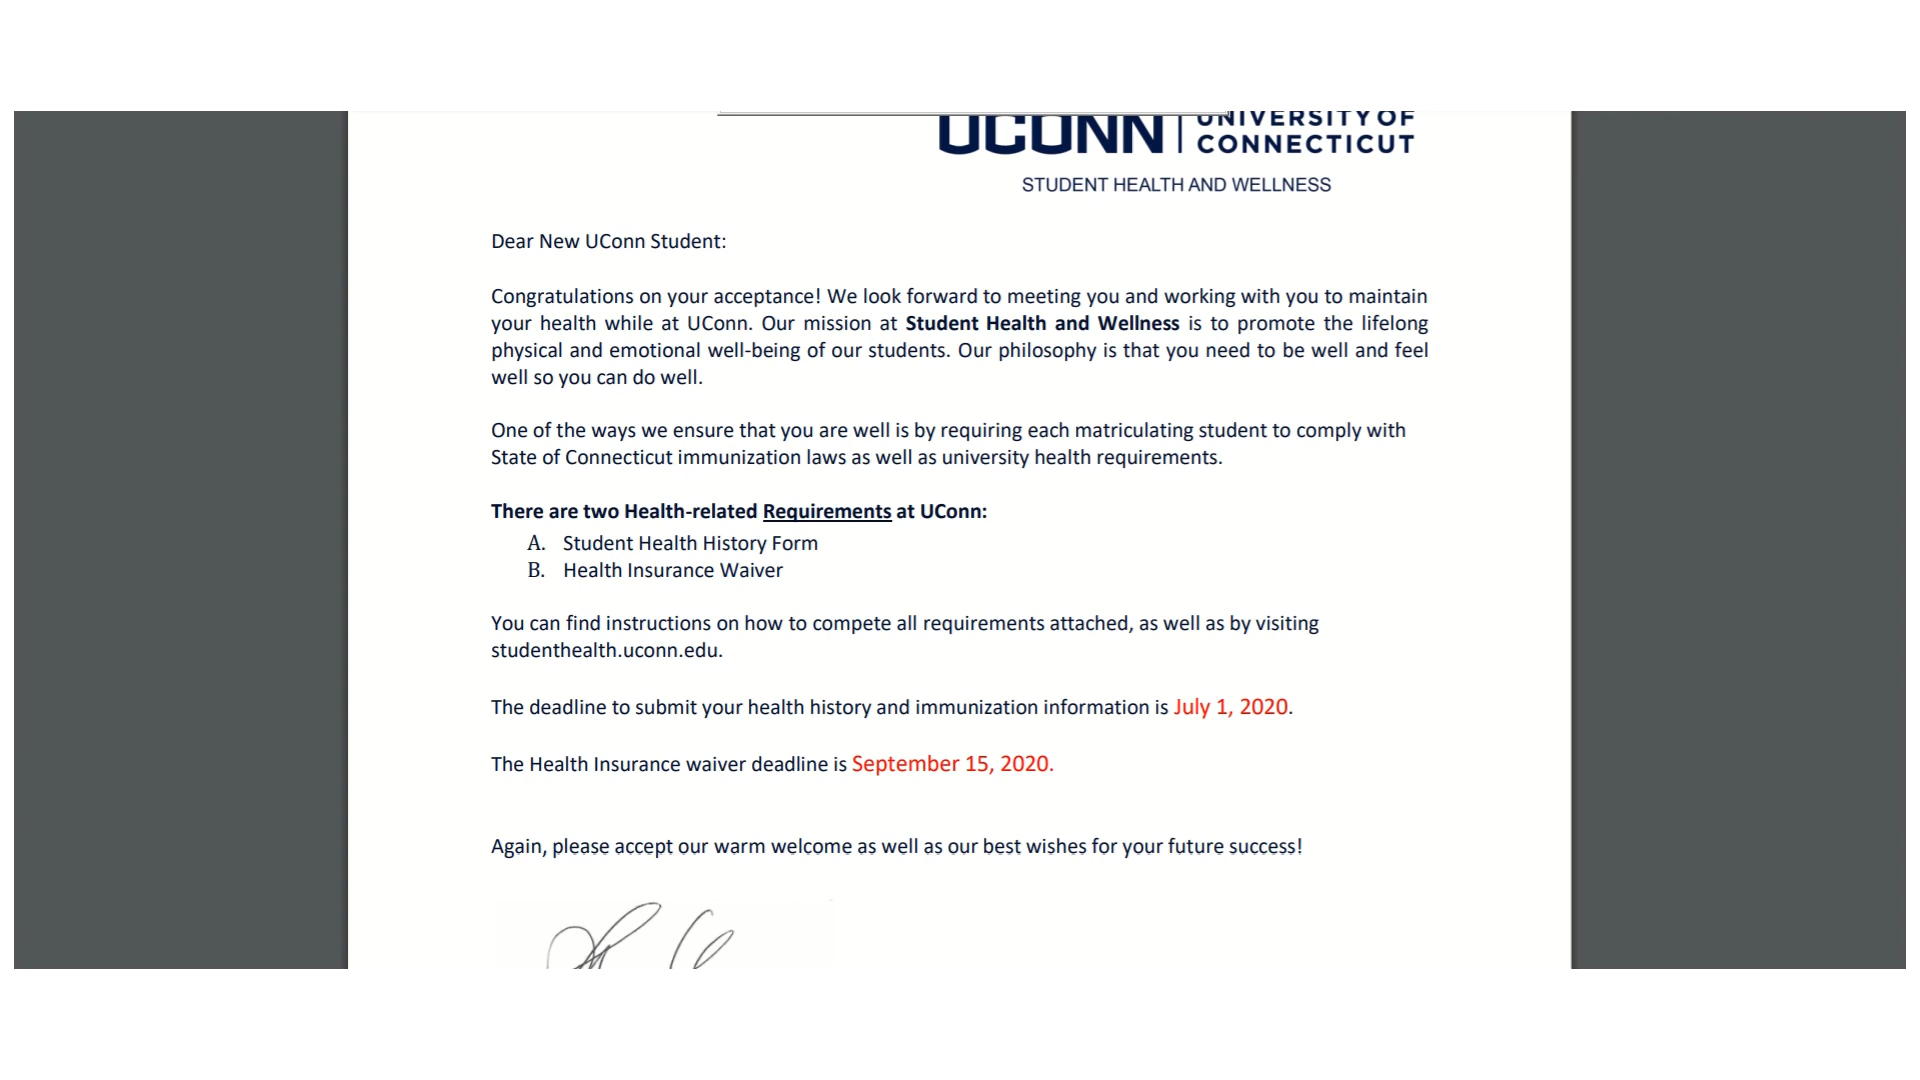 UCONN | UNIVERSITY OF
CONNECTICUT
STUDENT HEALTH AND WELLNESS
Dear New UConn Student:
Congratulations on your acceptance! We look forward to meeting you and working with you to maintain
your health while at UConn. Our mission at Student Health and Wellness is to promote the lifelong
physical and emotional well-being of our students. Our philosophy is that you need to be well and feel
well so you can do well.
One of the ways we ensure that you are well is by requiring each matriculating student to comply with
State of Connecticut immunization laws as well as university health requirements.
There are two Health-related Requirements at UConn:
A. Student Health History Form
B. Health Insurance Waiver
You can find instructions on how to compete all requirements attached, as well as by visiting
studenthealth.uconn.edu.
The deadline to submit your health history and immunization information is July 1, 2020.
The Health Insurance waiver deadline is September 15, 2020.
Again, please accept our warm welcome as well as our best wishes for your future success!